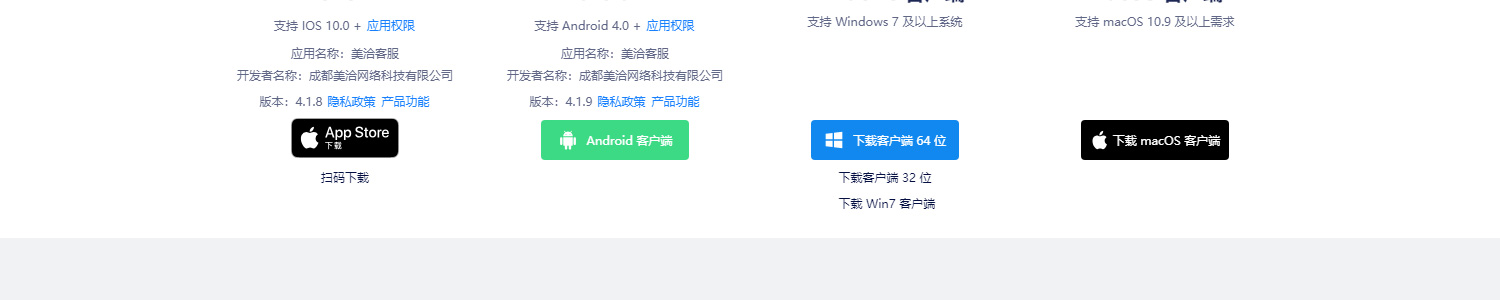 支持 IOS 10.0 + 应用权限
应用名称：美洽客服
开发者名称：成都美洽网络科技有限公司
版本：4.1.8 隐私政策 产品功能
App Store
下载
扫码下载
支持 Android 4.0 + 应用权限
应用名称：美洽客服
开发者名称：成都美洽网络科技有限公司
版本：4.1.9 隐私政策 产品功能
Android 客户端
支持 Windows 7 及以上系统
下载客户端 64 位
下载客户端 32 位
下载 Win7 客户端
支持 macOS 10.9 及以上需求
下载 macOS 客户端